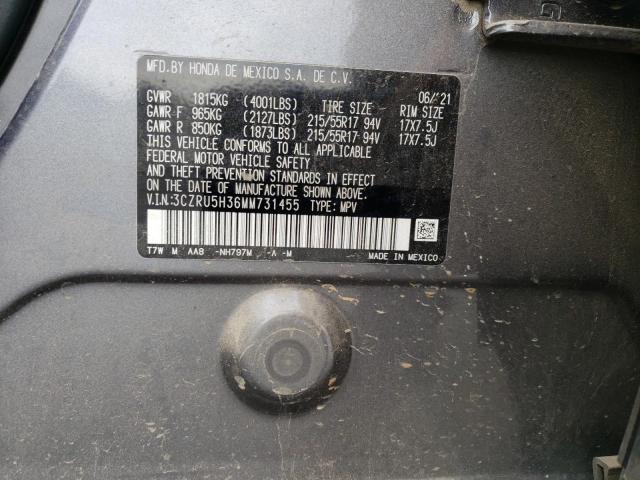 MFD.BY HONDA DE MEXICO S.A. DE C.V.
GVWR 1815KG (4001LBS) TIRE SIZE RIM SIZE 06/'21
GAWR F 965KG (2127LBS) 215/55R17 94V 17X7.5J
GAWR R 850KG (1873LBS) 215/55R17 94V 17X7.5J
THIS VEHICLE CONFORMS TO ALL APPLICABLE
FEDERAL MOTOR VEHICLE SAFETY
AND THEFT PREVENTION STANDARDS IN EFFECT
ON THE DATE OF MANUFACTURE SHOWN ABOVE.
V.I.N:3CZRU5H36MM731455 TYPE:MPV
T7W M AA8 -NH797M -A -M MADE IN MEXICO